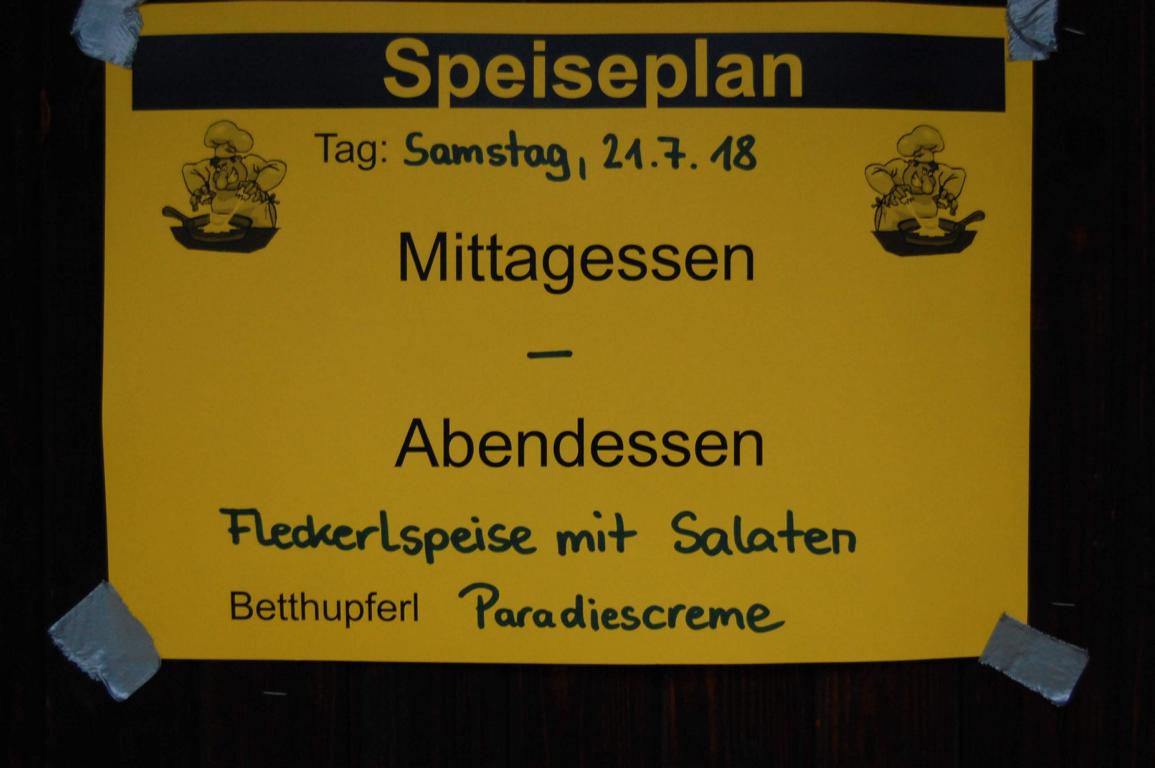 Speiseplan
Tag: Samstag, 21.7.18
Mittagessen
–
Abendessen
Fleckerlspeise mit Salaten
Betthupferl Paradiescreme